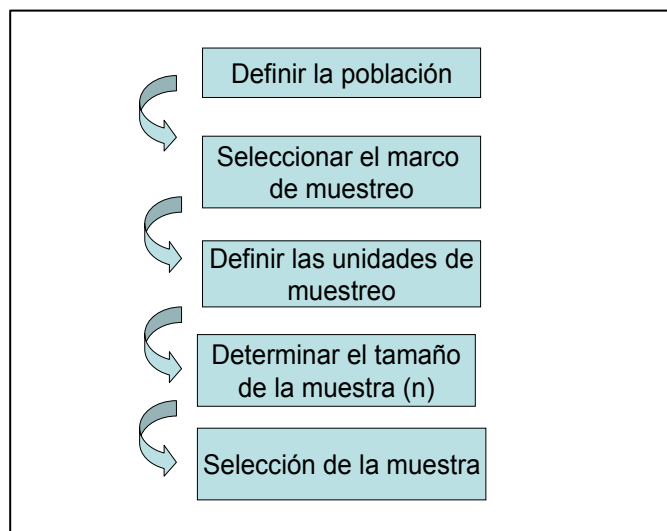 Definir la población
Seleccionar el marco
de muestreo
Definir las unidades de
muestreo
Determinar el tamaño
de la muestra (n)
Selección de la muestra